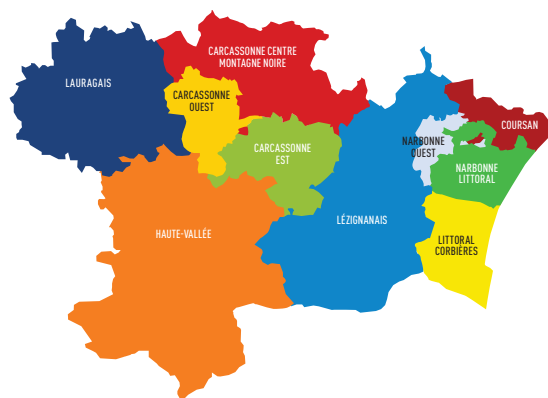 CARCASSONNE CENTRE
MONTAGNE NOIRE
LAURAGAIS
CARCASSONNE
OUEST
COURSAN
NARBONNE
OUEST
CARCASSONNE
EST
NARBONNE
LITTORAL
LÉZIGNANAIS
HAUTE-VALLÉE
LITTORAL
CORBIÈRES